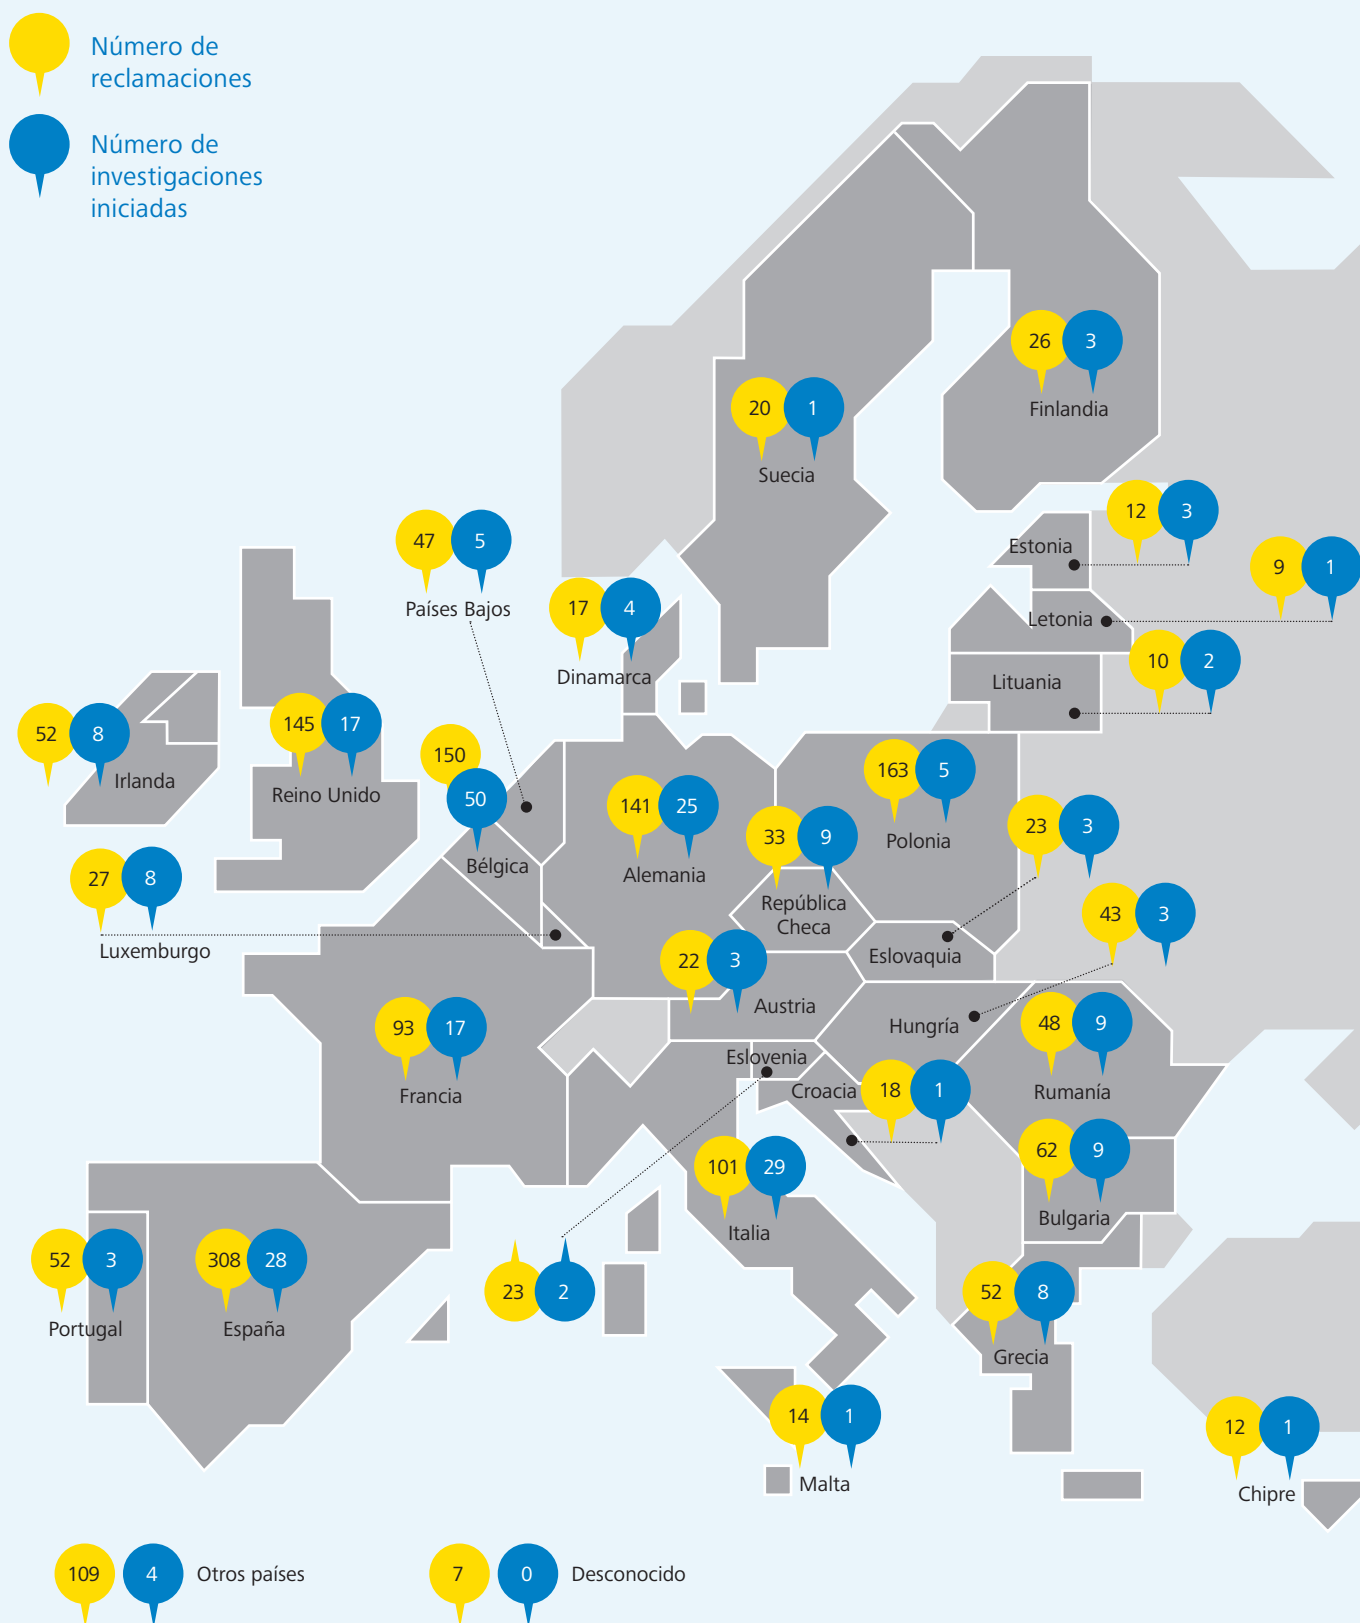 Número de
reclamaciones
Número de
investigaciones
iniciadas
26 3
Finlandia
20 1
Suecia
12 3
Estonia
47 5
Países Bajos
9 1
Letonia
17 4
Dinamarca
10 2
Lituania
52 8
Irlanda
145 17
Reino Unido
150
50
Bélgica
141 25
Alemania
163 5
Polonia
33 9
República
Checa
23 3
Eslovaquia
27 8
Luxemburgo
43 3
Hungría
22 3
Austria
93 17
Francia
48 9
Rumanía
Eslovenia
23 2
Croacia
18 1
62 9
Bulgaria
101 29
Italia
52 3
Portugal
308 28
España
52 8
Grecia
14 1
Malta
12 1
Chipre
109 4 Otros países
7 0 Desconocido